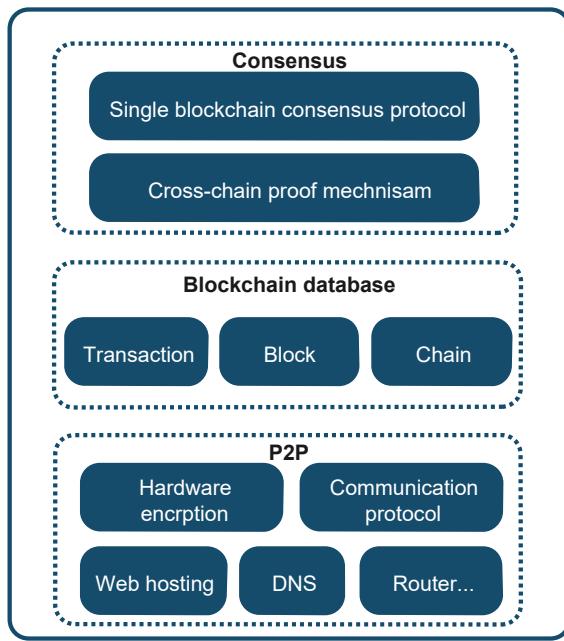 Consensus
Single blockchain consensus protocol
Cross-chain proof mechnisam
Blockchain database
Transaction
Block
Chain
P2P
Hardware
encrption
Communication
protocol
Web hosting
DNS
Router...